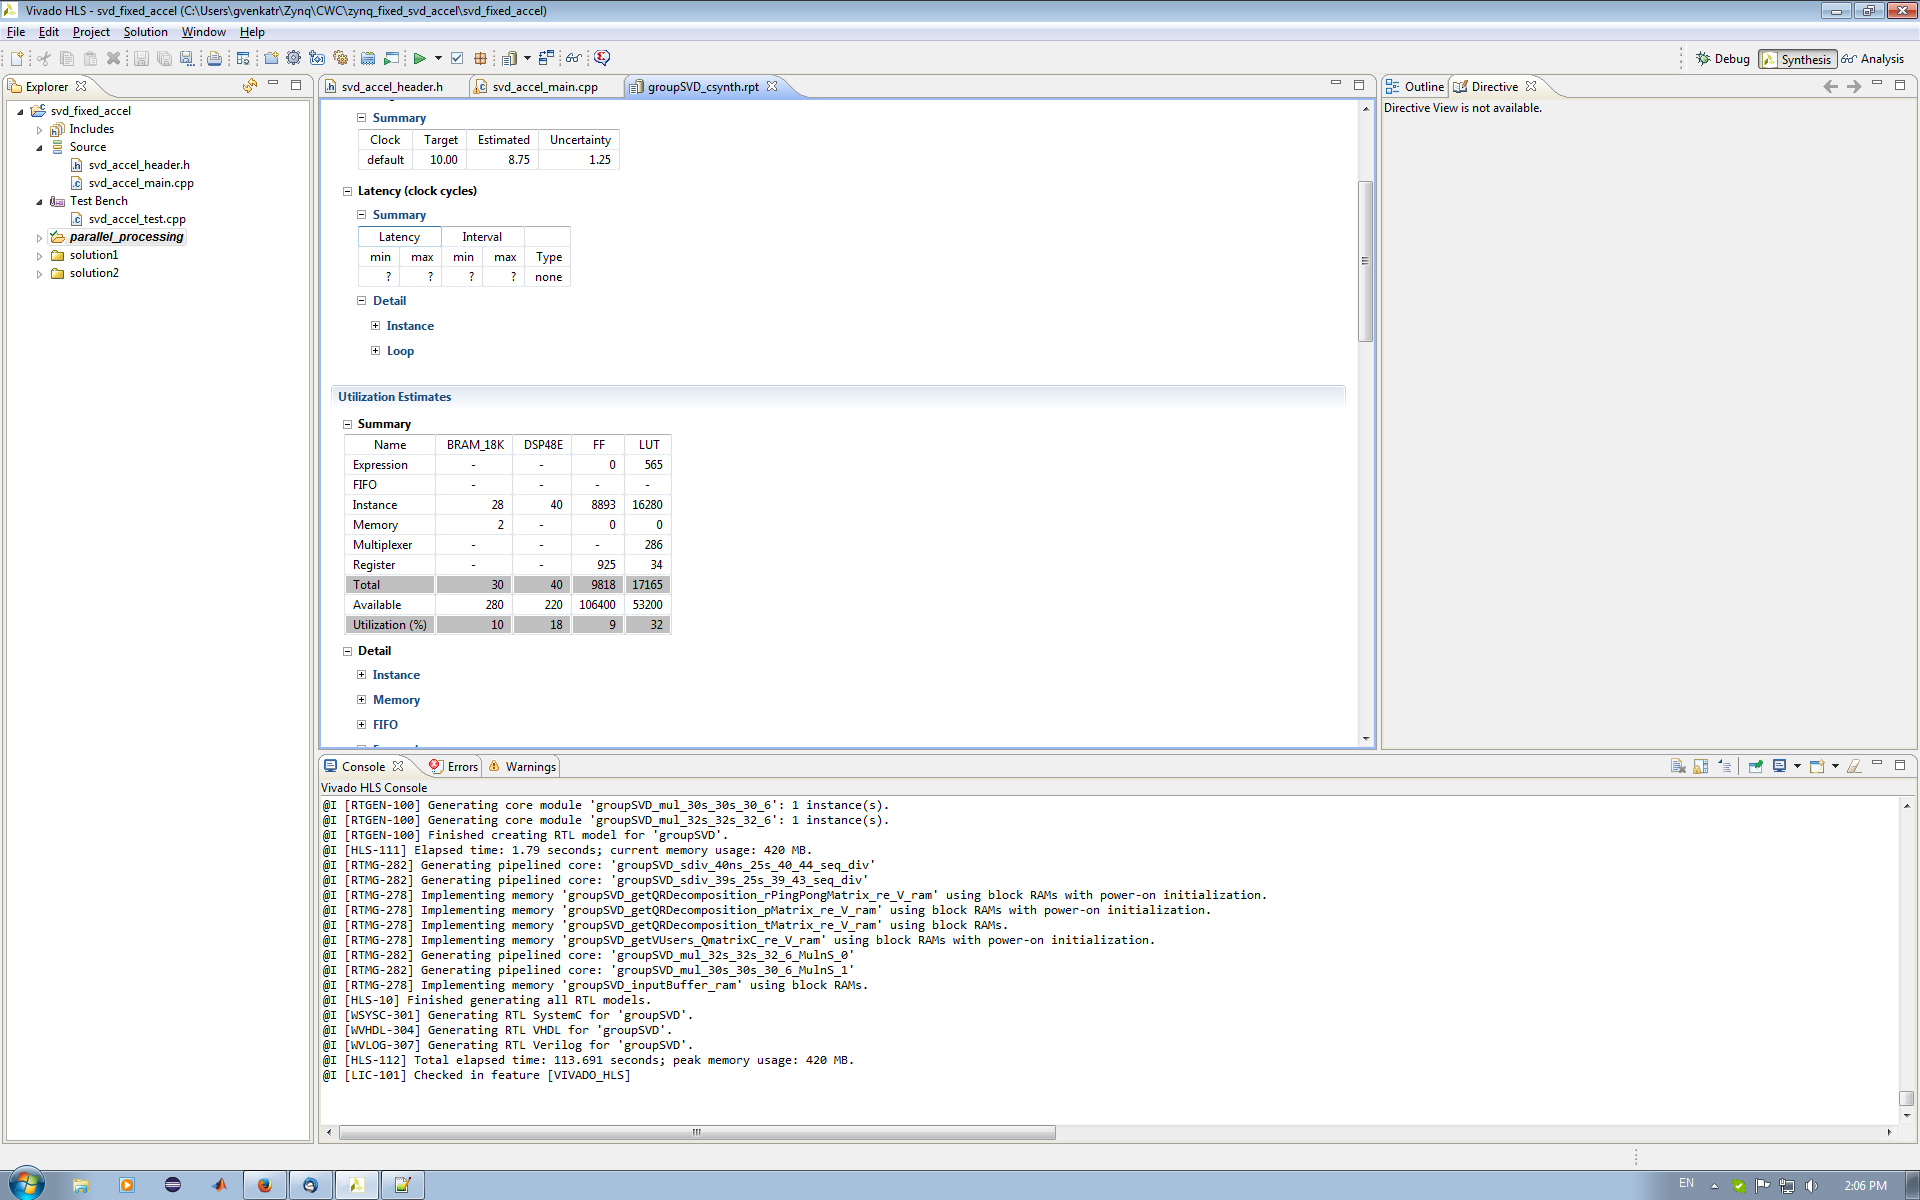 Vivado HLS - svd_fixed_accel (C:\Users\gvenkatr\Zynq\CWC\zynq_fixed_svd_accel\svd_fixed_accel)
File Edit Project Solution Window Help
Debug Synthesis Analysis
Explorer
svd_fixed_accel
Includes
Source
svd_accel_header.h
svd_accel_main.cpp
Test Bench
svd_accel_test.cpp
parallel_processing
solution1
solution2
svd_accel_header.h svd_accel_main.cpp groupSVD_csynth.rpt
Summary
Clock Target Estimated Uncertainty
default 10.00 8.75 1.25
Latency (clock cycles)
Summary
Latency Interval
min max min max Type
? ? ? ? none
Detail
Instance
Loop
Utilization Estimates
Summary
Name BRAM_18K DSP48E FF LUT
Expression - - 0 565
FIFO - - - -
Instance 28 40 8893 16280
Memory 2 - 0 0
Multiplexer - - - 286
Register - - 925 34
Total 30 40 9818 17165
Available 280 220 106400 53200
Utilization (%) 10 18 9 32
Detail
Instance
Memory
FIFO
Outline Directive
Directive View is not available.
Console Errors Warnings
Vivado HLS Console
@I [RTGEN-100] Generating core module 'groupSVD_mul_30s_30s_30_6': 1 instance(s).
@I [RTGEN-100] Generating core module 'groupSVD_mul_32s_32s_32_6': 1 instance(s).
@I [RTGEN-100] Finished creating RTL model for 'groupSVD'.
@I [HLS-111] Elapsed time: 1.79 seconds; current memory usage: 420 MB.
@I [RTMG-282] Generating pipelined core: 'groupSVD_sdiv_40ns_25s_40_44_seq_div'
@I [RTMG-282] Generating pipelined core: 'groupSVD_sdiv_39s_25s_39_43_seq_div'
@I [RTMG-278] Implementing memory 'groupSVD_getQRDecomposition_rPingPongMatrix_re_V_ram' using block RAMs with power-on initialization.
@I [RTMG-278] Implementing memory 'groupSVD_getQRDecomposition_pMatrix_re_V_ram' using block RAMs with power-on initialization.
@I [RTMG-278] Implementing memory 'groupSVD_getQRDecomposition_tMatrix_re_V_ram' using block RAMs.
@I [RTMG-278] Implementing memory 'groupSVD_getVUsers_QmatrixC_re_V_ram' using block RAMs with power-on initialization.
@I [RTMG-282] Generating pipelined core: 'groupSVD_mul_32s_32s_32_6_MulnS_0'
@I [RTMG-282] Generating pipelined core: 'groupSVD_mul_30s_30s_30_6_MulnS_1'
@I [RTMG-278] Implementing memory 'groupSVD_inputBuffer_ram' using block RAMs.
@I [HLS-10] Finished generating all RTL models.
@I [WSYSC-301] Generating RTL SystemC for 'groupSVD'.
@I [WVHDL-304] Generating RTL VHDL for 'groupSVD'.
@I [WVLOG-307] Generating RTL Verilog for 'groupSVD'.
@I [HLS-112] Total elapsed time: 113.691 seconds; peak memory usage: 420 MB.
@I [LIC-101] Checked in feature [VIVADO_HLS]
EN 2:06 PM